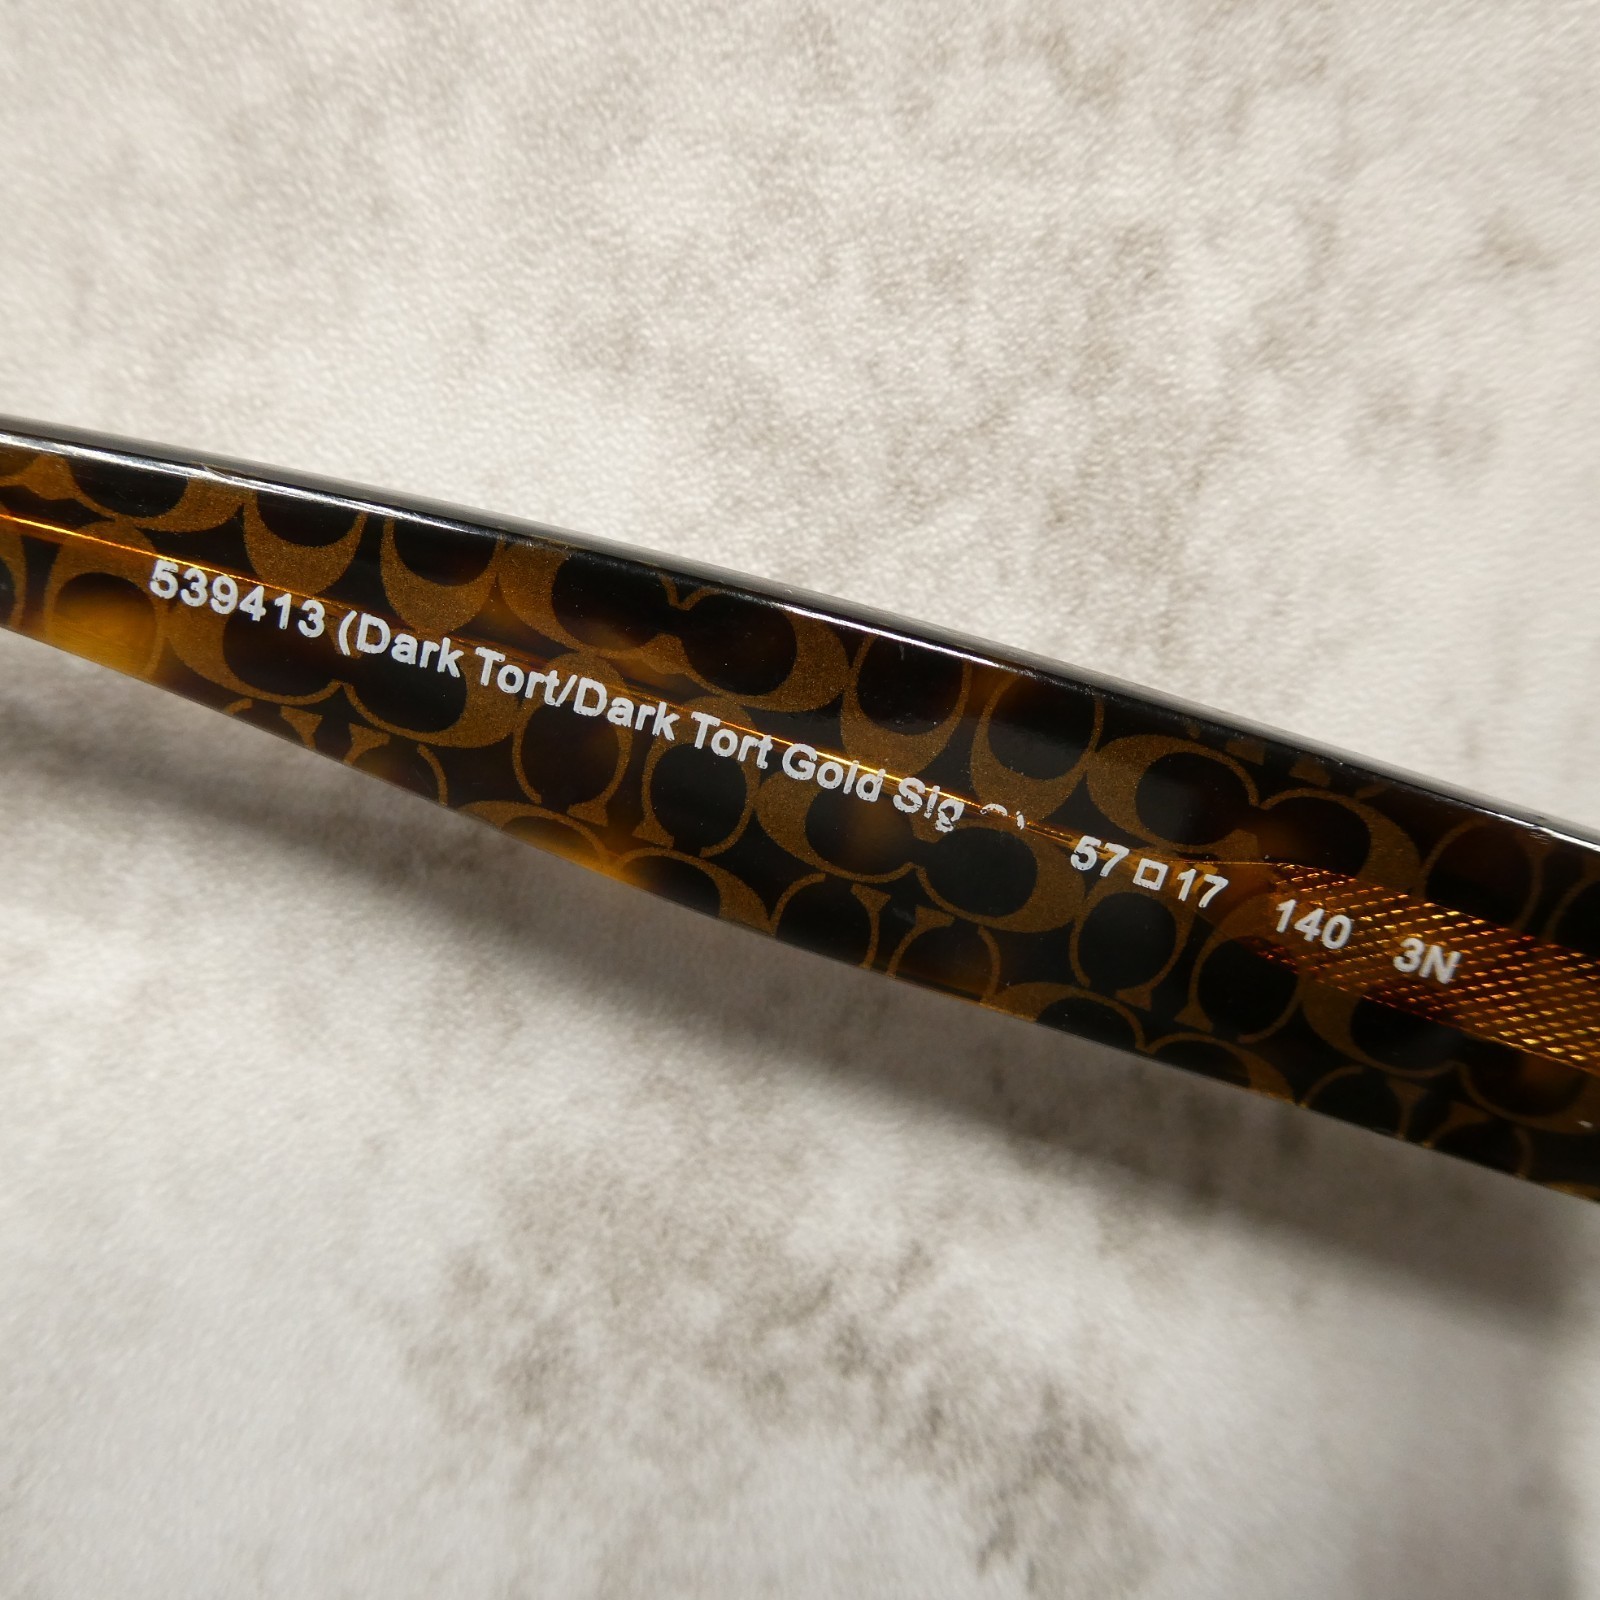 539413 (Dark Tort/Dark Tort Gold Sig 57□17 140 3N